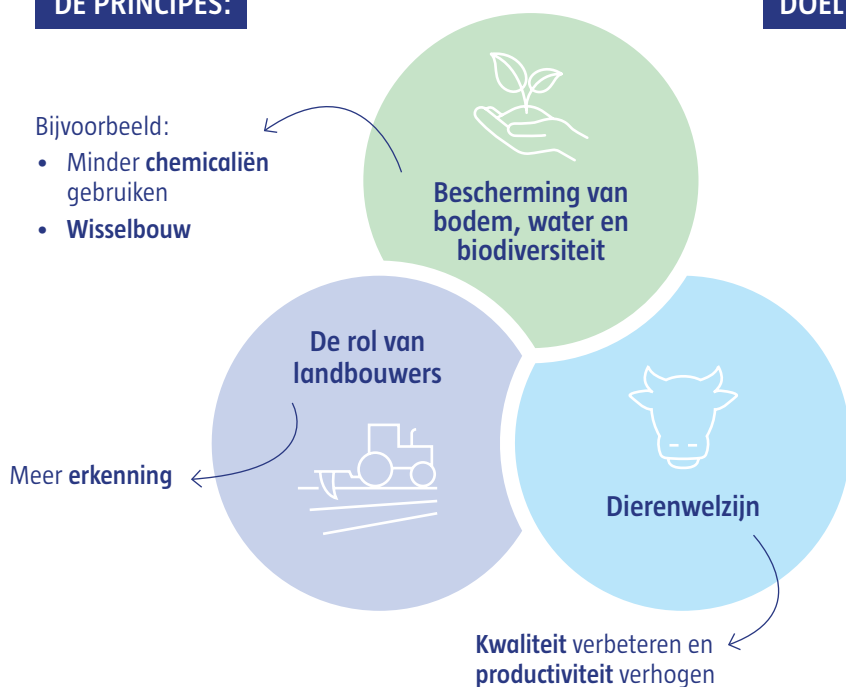 DE PRINCIPES:
DOEL
Bijvoorbeeld:
• Minder chemicaliën
gebruiken
• Wisselbouw
Bescherming van
bodem, water en
biodiversiteit
De rol van
landbouwers
Meer erkenning
Dierenwelzijn
Kwaliteit verbeteren en
productiviteit verhogen